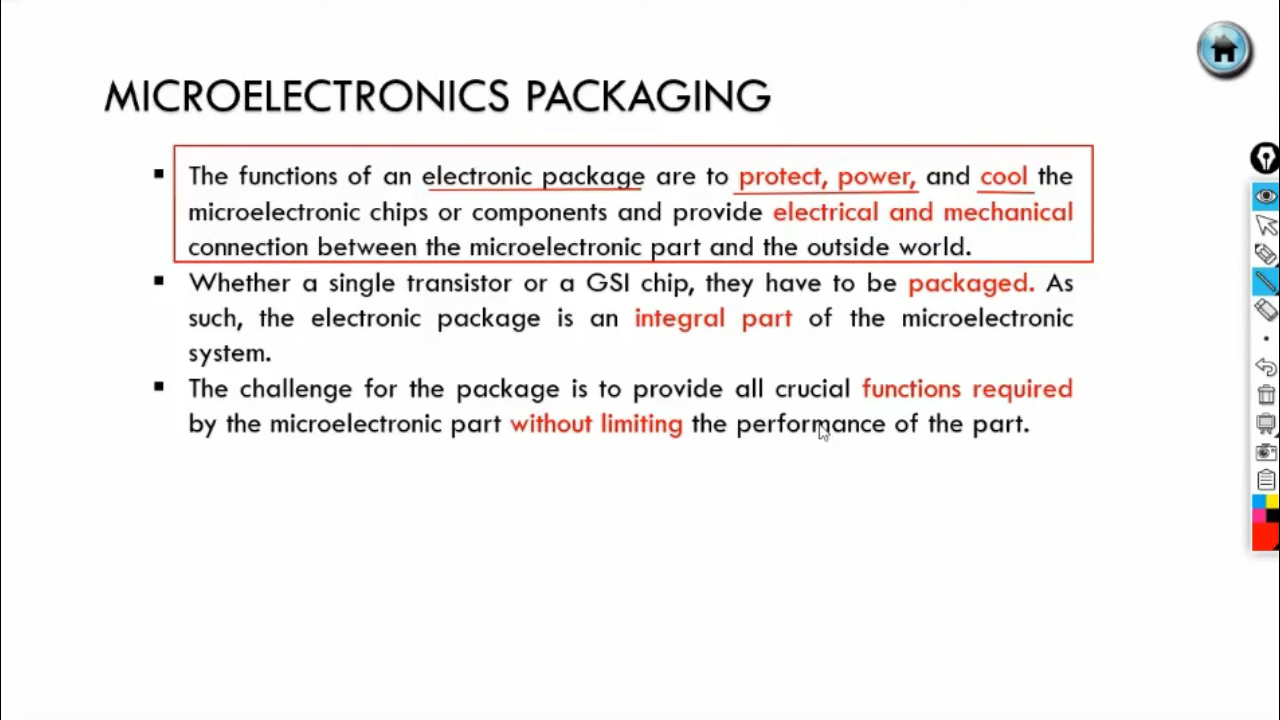 MICROELECTRONICS PACKAGING
▪ The functions of an electronic package are to protect, power, and cool the
microelectronic chips or components and provide electrical and mechanical
connection between the microelectronic part and the outside world.
▪ Whether a single transistor or a GSI chip, they have to be packaged. As
such, the electronic package is an integral part of the microelectronic
system.
▪ The challenge for the package is to provide all crucial functions required
by the microelectronic part without limiting the performance of the part.